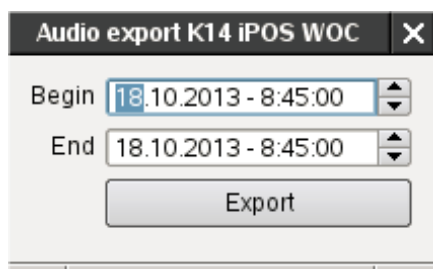 Audio export K14 iPOS WOC
Begin 18.10.2013 - 8:45:00
End 18.10.2013 - 8:45:00
Export